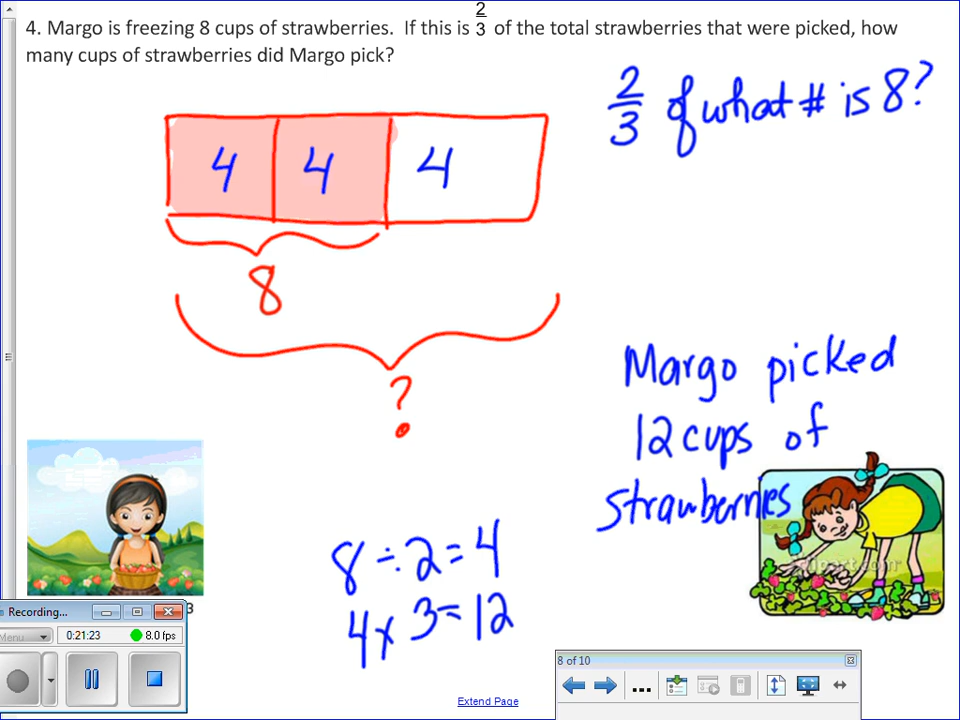 4. Margo is freezing 8 cups of strawberries. If this is 2/3 of the total strawberries that were picked, how
many cups of strawberries did Margo pick?
2/3 of what # is 8?
4 4 4
8
?
Margo picked
12 cups of
strawberries
8 ÷ 2 = 4
4 x 3 = 12
3
Recording...
Menu 0:21:23 8.0 fps
8 of 10
...
Extend Page